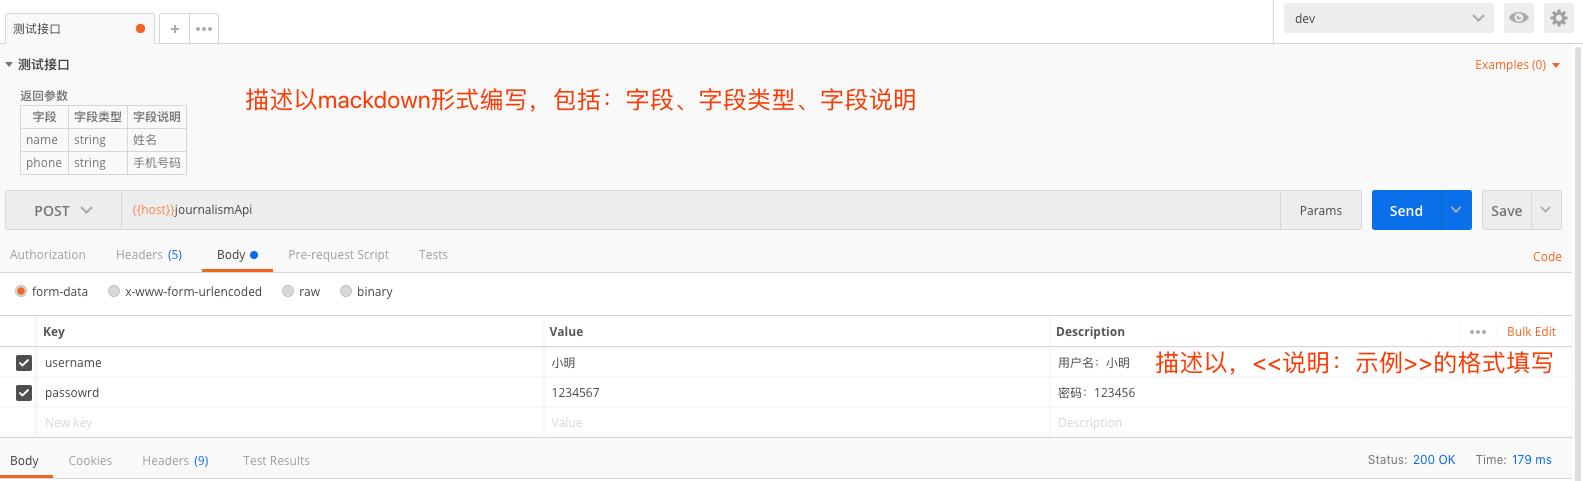 测试接口
+ •••
dev
测试接口
Examples (0)
返回参数
描述以mackdown形式编写，包括：字段、字段类型、字段说明
字段 字段类型 字段说明
name string 姓名
phone string 手机号码
POST {{host}}journalismApi Params Send Save
Authorization Headers (5) Body Pre-request Script Tests Code
form-data x-www-form-urlencoded raw binary
Key Value Description ••• Bulk Edit
username 小明 用户名：小明 描述以，<<说明：示例>>的格式填写
passowrd 1234567 密码：123456
New key Value Description
Body Cookies Headers (9) Test Results Status: 200 OK Time: 179 ms